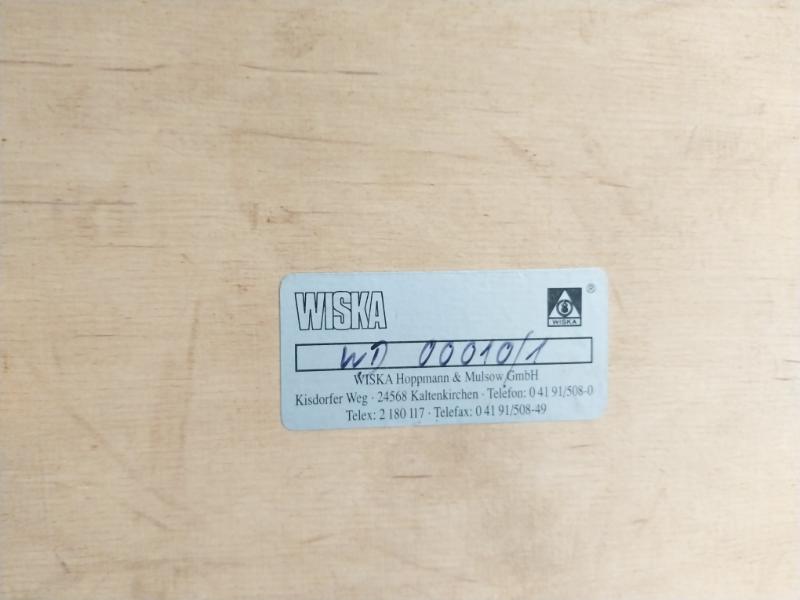 WISKA
®
WISKA
WD 00010/1
WISKA Hoppmann & Mulsow GmbH
Kisdorfer Weg · 24568 Kaltenkirchen · Telefon: 0 41 91/508-0
Telex: 2 180 117 · Telefax: 0 41 91/508-49